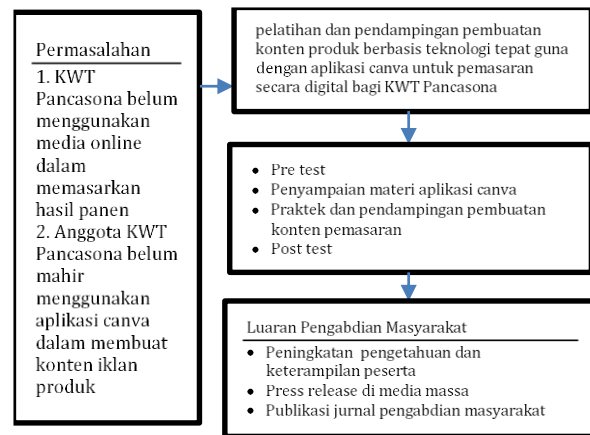 Permasalahan
1. KWT
Pancasona belum
menggunakan
media online
dalam
memasarkan
hasil panen
2. Anggota KWT
Pancasona belum
mahir
menggunakan
aplikasi canva
dalam membuat
konten iklan
produk
pelatihan dan pendampingan pembuatan
konten produk berbasis teknologi tepat guna
dengan aplikasi canva untuk pemasaran
secara digital bagi KWT Pancasona
• Pre test
• Penyampaian materi aplikasi canva
• Praktek dan pendampingan pembuatan
konten pemasaran
• Post test
Luaran Pengabdian Masyarakat
• Peningkatan pengetahuan dan
keterampilan peserta
• Press release di media massa
• Publikasi jurnal pengabdian masyarakat